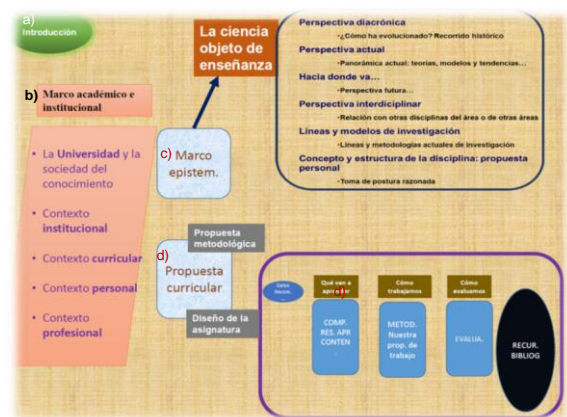 a)
Introducción
La ciencia
objeto de
enseñanza
Perspectiva diacrónica
•¿Cómo ha evolucionado? Recorrido histórico
Perspectiva actual
•Panorámica actual: teorías, modelos y tendencias…
Hacia donde va…
•Perspectiva futura…
Perspectiva interdiciplinar
•Relación con otras disciplinas del área o de otras áreas
Líneas y modelos de investigación
•Líneas y metodologías actuales de investigación
Concepto y estructura de la disciplina: propuesta
personal
•Toma de postura razonada
b) Marco académico e
institucional
• La Universidad y la
sociedad del
conocimiento
• Contexto
institucional
• Contexto curricular
• Contexto personal
• Contexto
profesional
c) Marco
epistem.
Propuesta
metodológica
d)
Propuesta
curricular
Diseño de la
asignatura
Qué van a
Cómo
trabajamos
Cómo
evaluamos
COMP.
RES. APR
CONTEN
.
METOD.
Nuestra
prop. de
trabajo
EVALUA.
RECUR.
BIBLIOG